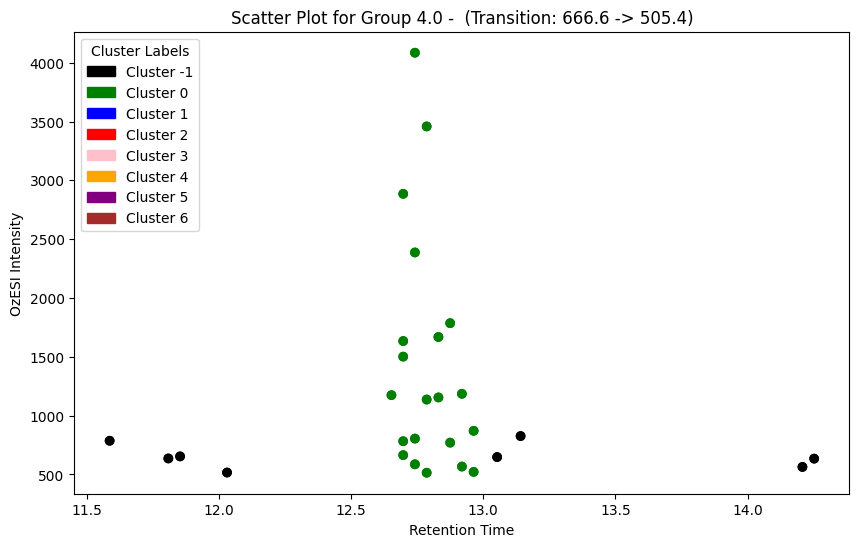 Scatter Plot for Group 4.0 -  (Transition: 666.6 -> 505.4)
Cluster Labels
Cluster -1
Cluster 0
Cluster 1
Cluster 2
Cluster 3
Cluster 4
Cluster 5
Cluster 6
OzESI Intensity
4000
3500
3000
2500
2000
1500
1000
500
11.5 12.0 12.5 13.0 13.5 14.0
Retention Time